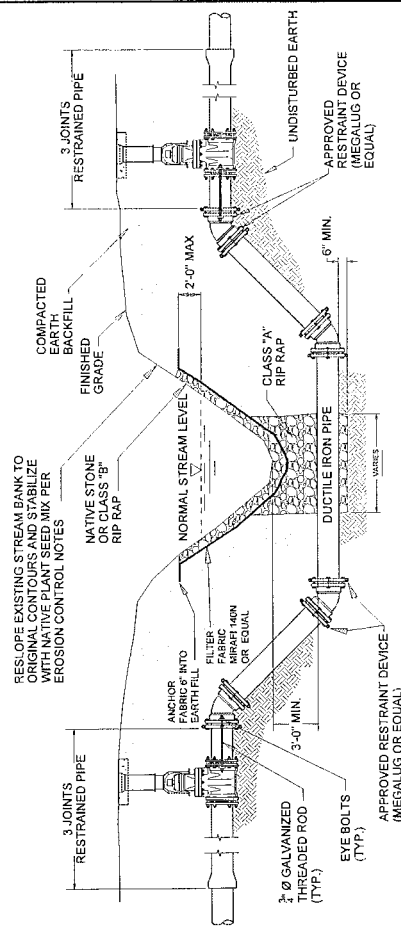 3 JOINTS
RESTRAINED PIPE
RESLOPE EXISTING STREAM BANK TO
ORIGINAL CONTOURS AND STABILIZE
WITH NATIVE PLANT SEED MIX PER
EROSION CONTROL NOTES
COMPACTED
EARTH
BACKFILL
FINISHED
GRADE
3 JOINTS
RESTRAINED PIPE
NATIVE STONE
OR CLASS "B"
RIP RAP
2'-0" MAX
NORMAL STREAM LEVEL
ANCHOR
FABRIC 6" INTO
EARTH FILL
FILTER
FABRIC
MIRAFI 140N
OR EQUAL
CLASS "A"
RIP RAP
UNDISTURBED EARTH
APPROVED
RESTRAINT DEVICE
(MEGALUG OR
EQUAL)
3/4" Ø GALVANIZED
THREADED ROD
(TYP.)
EYE BOLTS
(TYP.)
3'-0" MIN.
DUCTILE IRON PIPE
6" MIN.
VARIES
APPROVED RESTRAINT DEVICE
(MEGALUG OR EQUAL)